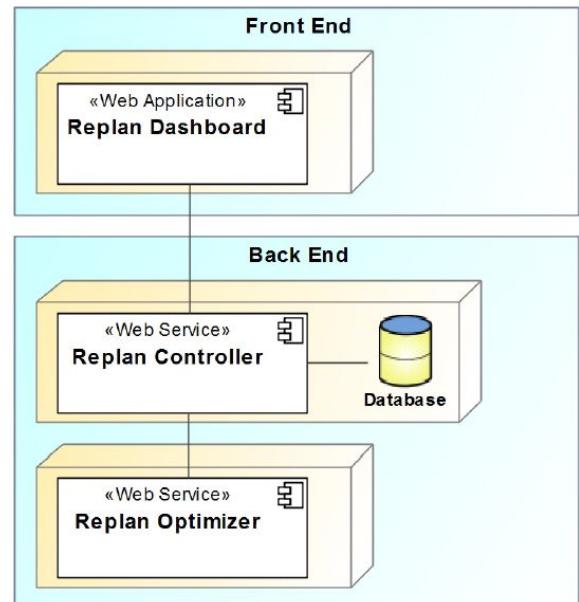 Front End
«Web Application»
Replan Dashboard
Back End
«Web Service»
Replan Controller
Database
«Web Service»
Replan Optimizer